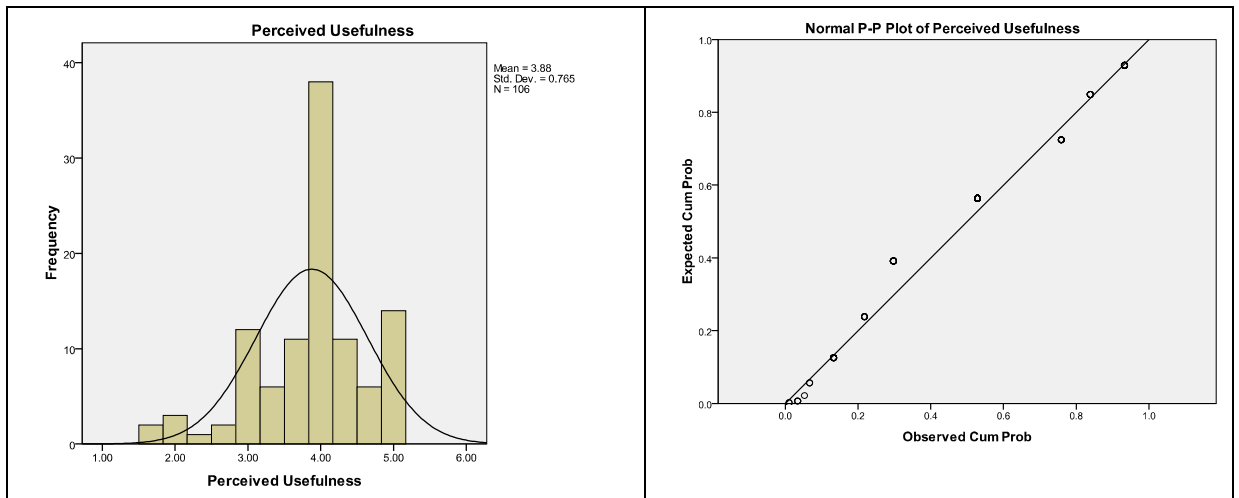 Perceived Usefulness
Mean = 3.88
Std. Dev. = 0.765
N = 106
Frequency
40
30
20
10
0
1.00 2.00 3.00 4.00 5.00 6.00
Perceived Usefulness
Normal P-P Plot of Perceived Usefulness
Expected Cum Prob
1.0
0.8
0.6
0.4
0.2
0.0
0.0 0.2 0.4 0.6 0.8 1.0
Observed Cum Prob